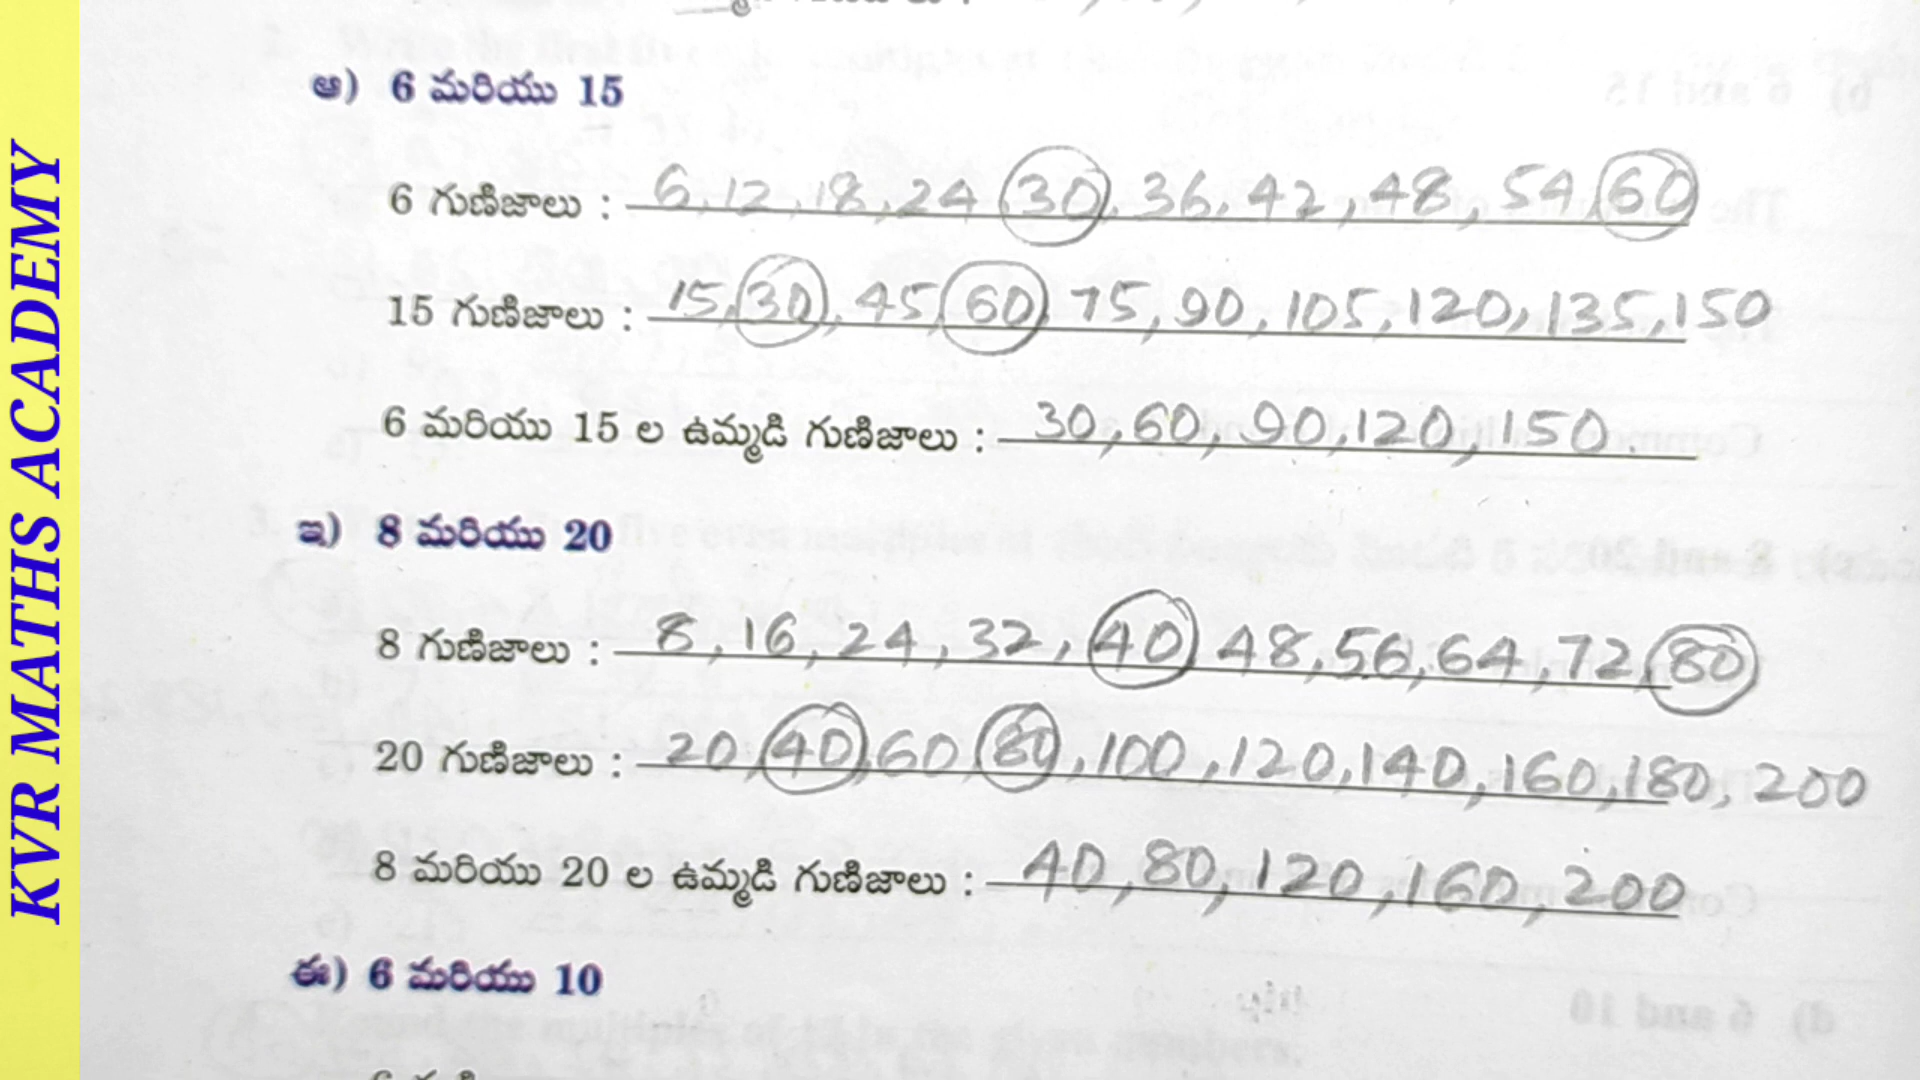 KVR MATHS ACADEMY
ఆ) 6 మరియు 15
6 గుణిజాలు : 6, 12, 18, 24, 30, 36, 42, 48, 54, 60
15 గుణిజాలు : 15, 30, 45, 60, 75, 90, 105, 120, 135, 150
6 మరియు 15 ల ఉమ్మడి గుణిజాలు : 30, 60, 90, 120, 150.
ఇ) 8 మరియు 20
8 గుణిజాలు : 8, 16, 24, 32, 40, 48, 56, 64, 72, 80
20 గుణిజాలు : 20, 40, 60, 80, 100, 120, 140, 160, 180, 200
8 మరియు 20 ల ఉమ్మడి గుణిజాలు : 40, 80, 120, 160, 200
ఈ) 6 మరియు 10